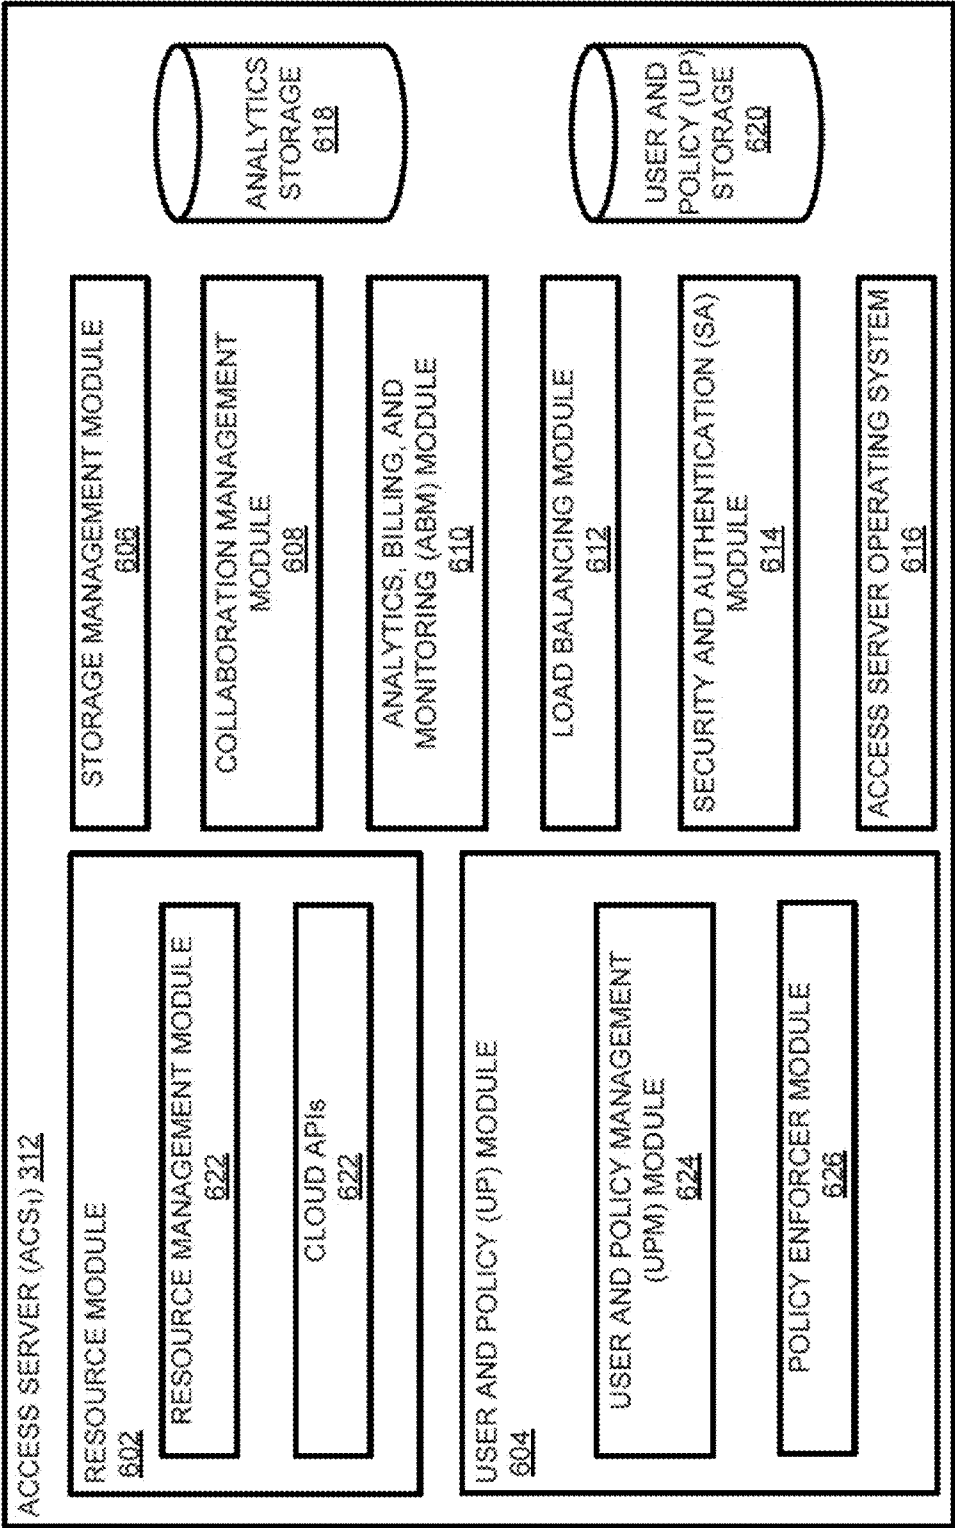 ACCESS SERVER (ACS₁) 312
RESOURCE MODULE
602
RESOURCE MANAGEMENT MODULE
622
CLOUD APIs
622
USER AND POLICY (UP) MODULE
604
USER AND POLICY MANAGEMENT
(UPM) MODULE
624
POLICY ENFORCER MODULE
626
STORAGE MANAGEMENT MODULE
606
COLLABORATION MANAGEMENT
MODULE
608
ANALYTICS, BILLING, AND
MONITORING (ABM) MODULE
610
LOAD BALANCING MODULE
612
SECURITY AND AUTHENTICATION (SA)
MODULE
614
ACCESS SERVER OPERATING SYSTEM
616
ANALYTICS
STORAGE
618
USER AND
POLICY (UP)
STORAGE
620